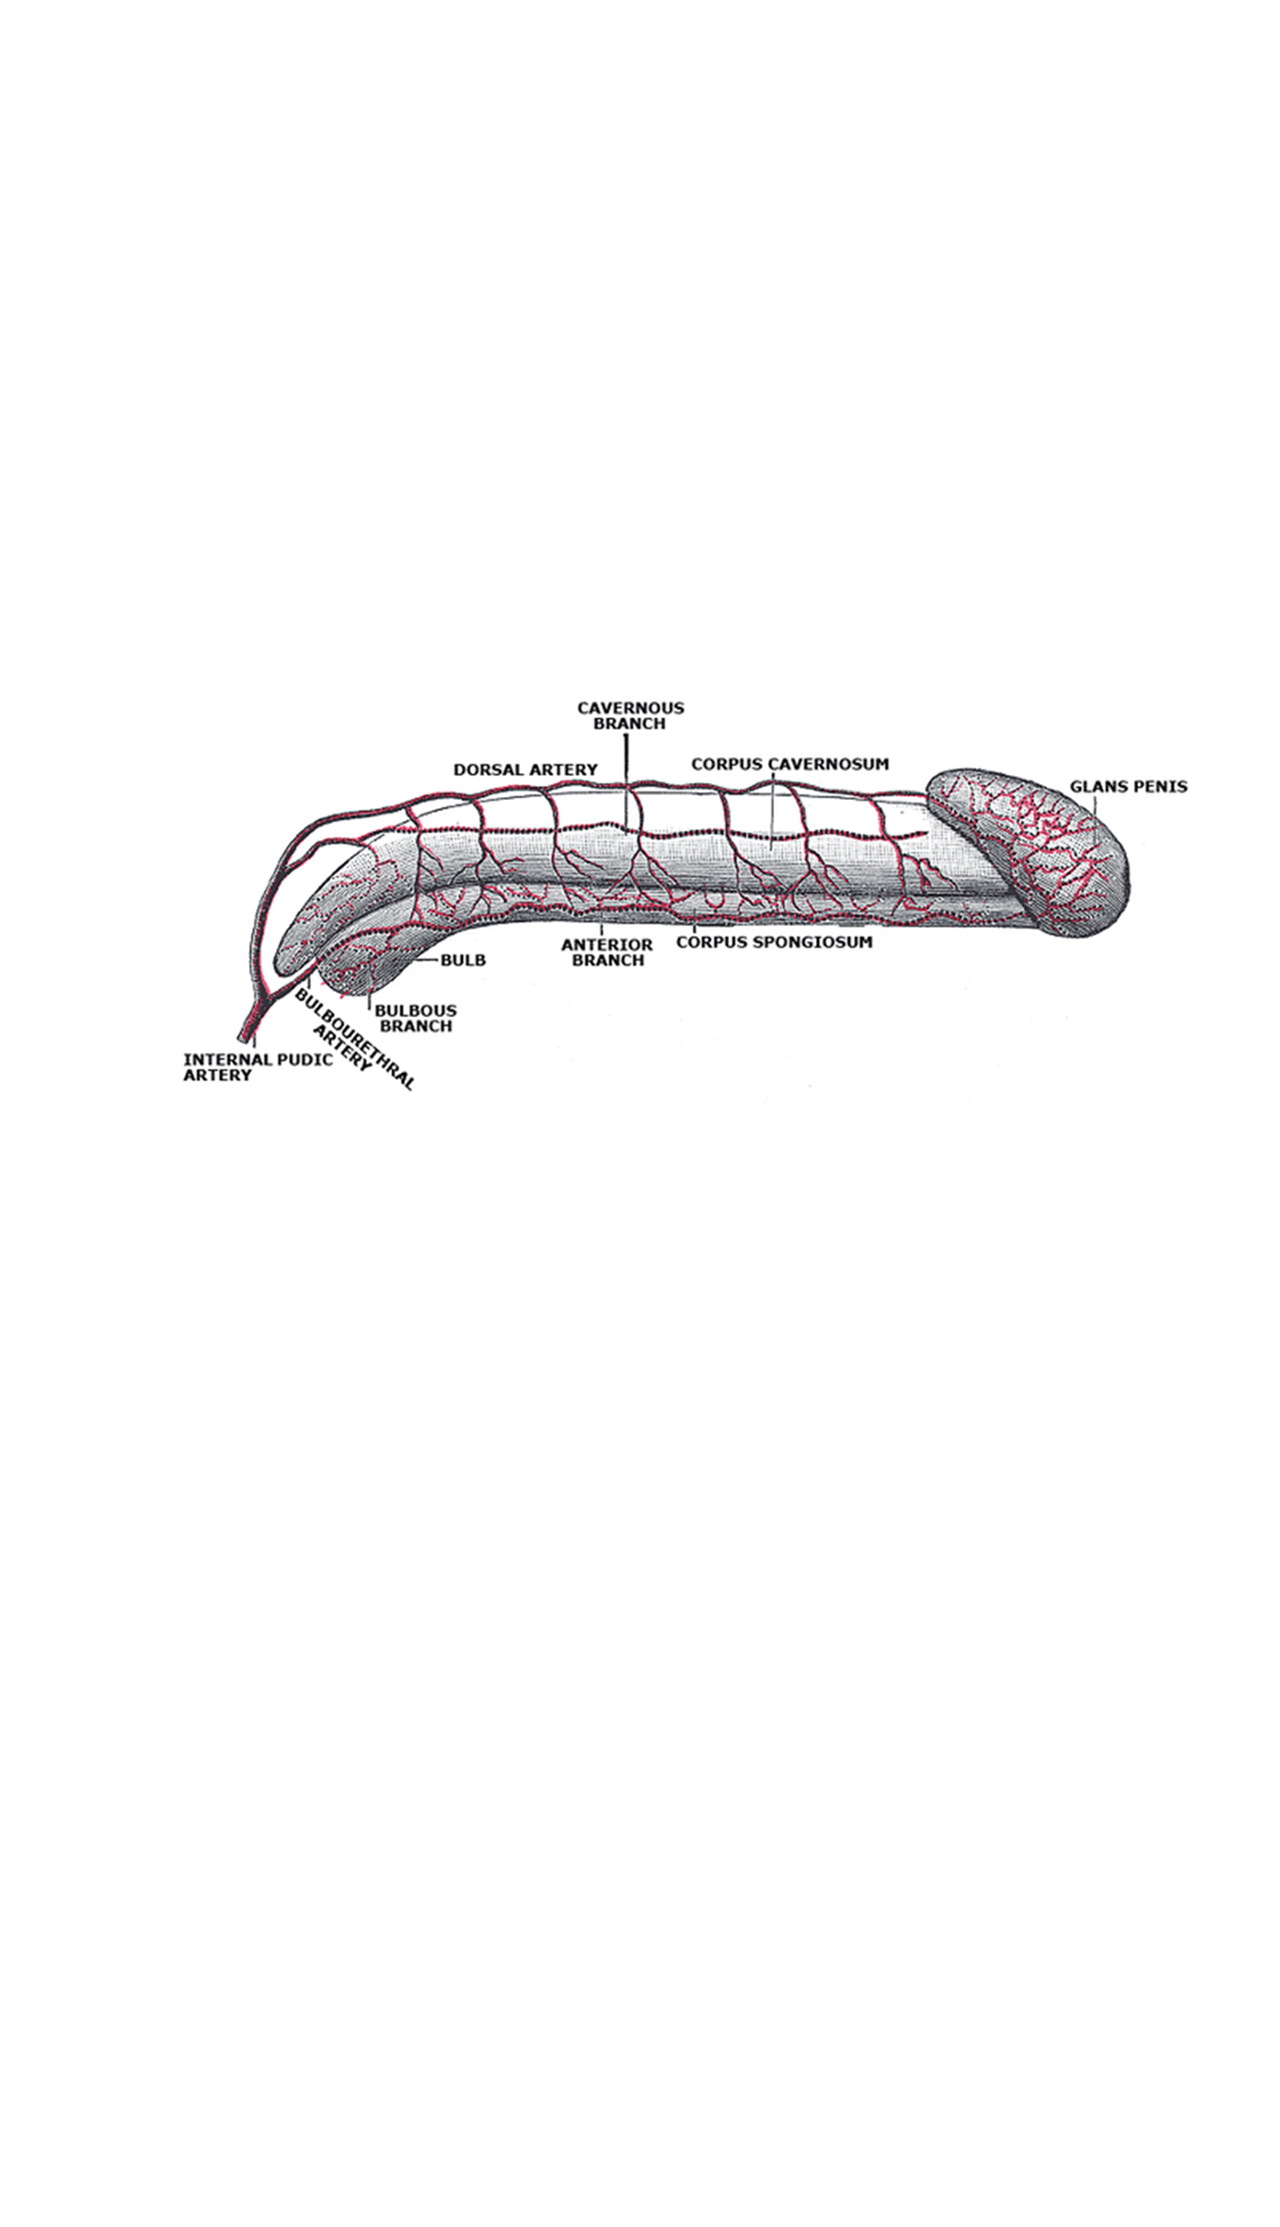 CAVERNOUS
BRANCH
DORSAL ARTERY
CORPUS CAVERNOSUM
GLANS PENIS
ANTERIOR
BRANCH
CORPUS SPONGIOSUM
BULB
BULBOUS
BRANCH
BULBOURETHRAL
ARTERY
INTERNAL PUDIC
ARTERY